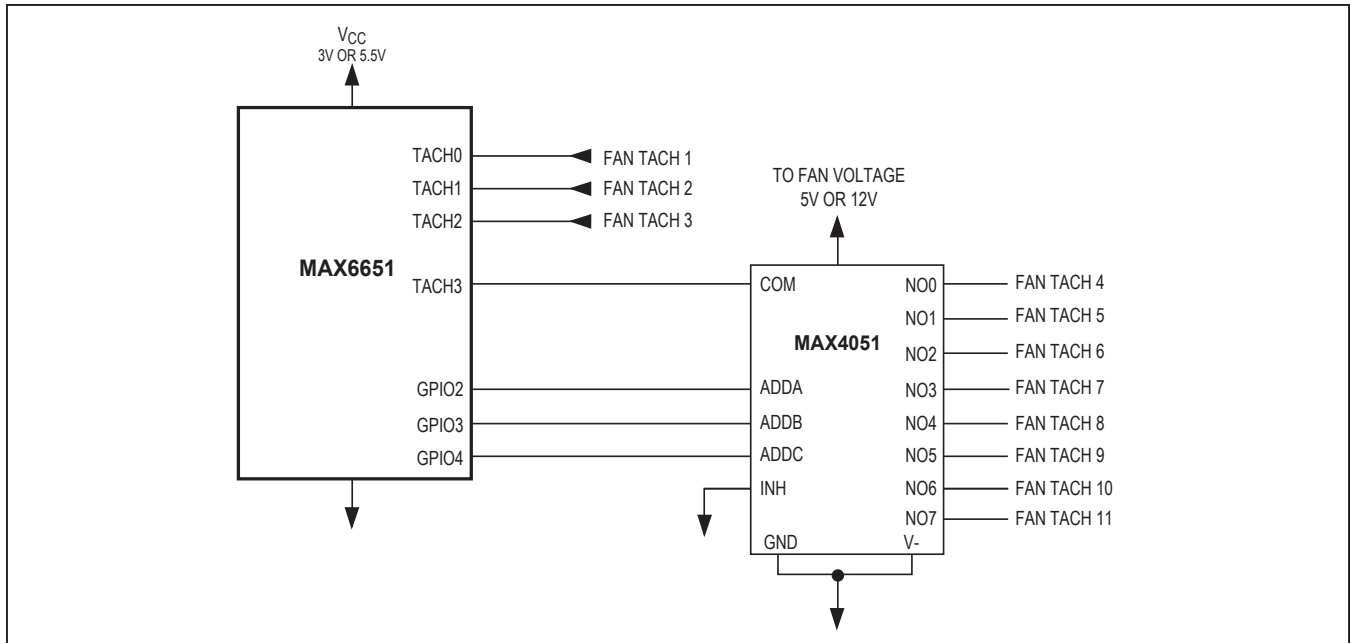 VCC
3V OR 5.5V
MAX6651
TACH0
TACH1
TACH2
TACH3
GPIO2
GPIO3
GPIO4
FAN TACH 1
FAN TACH 2
FAN TACH 3
TO FAN VOLTAGE
5V OR 12V
MAX4051
COM
ADDA
ADDB
ADDC
INH
GND
V-
NO0
NO1
NO2
NO3
NO4
NO5
NO6
NO7
FAN TACH 4
FAN TACH 5
FAN TACH 6
FAN TACH 7
FAN TACH 8
FAN TACH 9
FAN TACH 10
FAN TACH 11